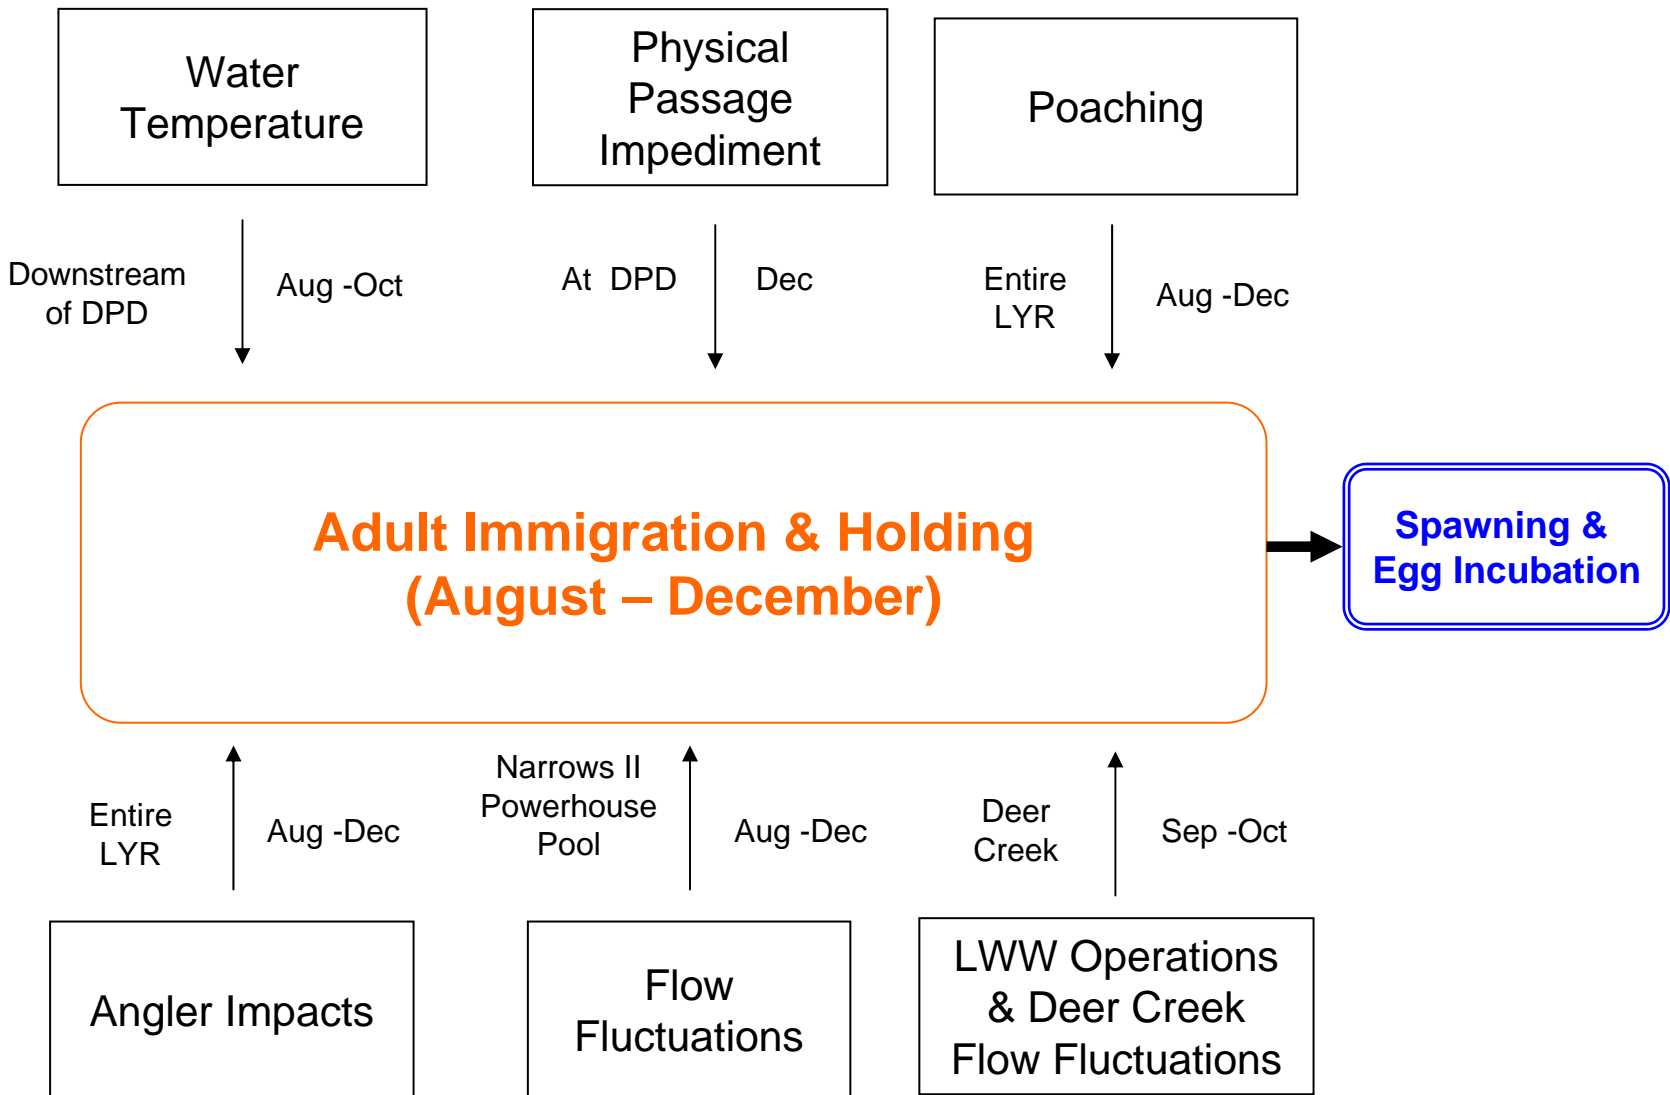 Water
Temperature
Physical
Passage
Impediment
Poaching
Downstream
of DPD
Aug -Oct
At DPD
Dec
Entire
LYR
Aug -Dec
Adult Immigration & Holding
(August – December)
Spawning &
Egg Incubation
Entire
LYR
Aug -Dec
Narrows II
Powerhouse
Pool
Aug -Dec
Deer
Creek
Sep -Oct
Angler Impacts
Flow
Fluctuations
LWW Operations
& Deer Creek
Flow Fluctuations